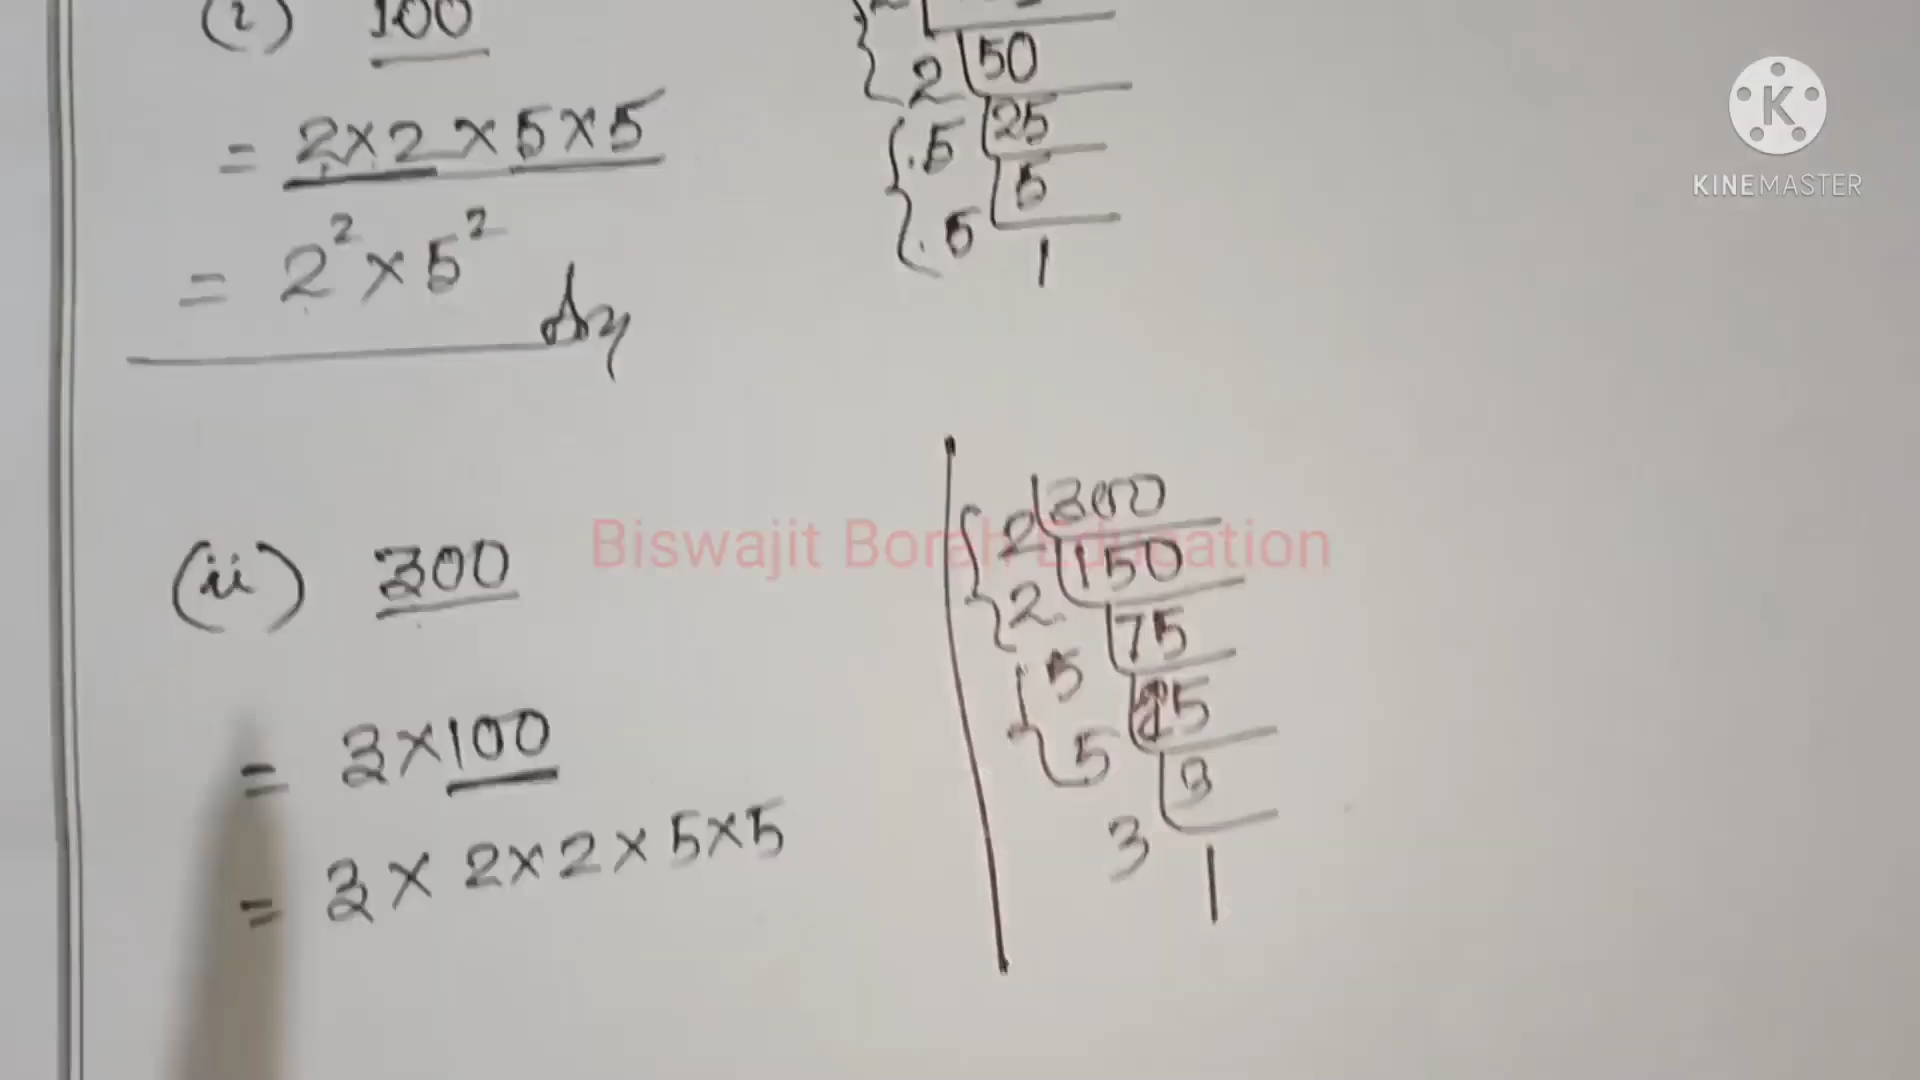 (i) 100
= 2×2×5×5
= 2² × 5²
2 50
5 25
5 5
1
(ii) 300
= 3×100
= 3× 2×2×5×5
2 300
2 150
5 75
5 15
3 3
1
Biswajit Borah Education
K
KINEMASTER